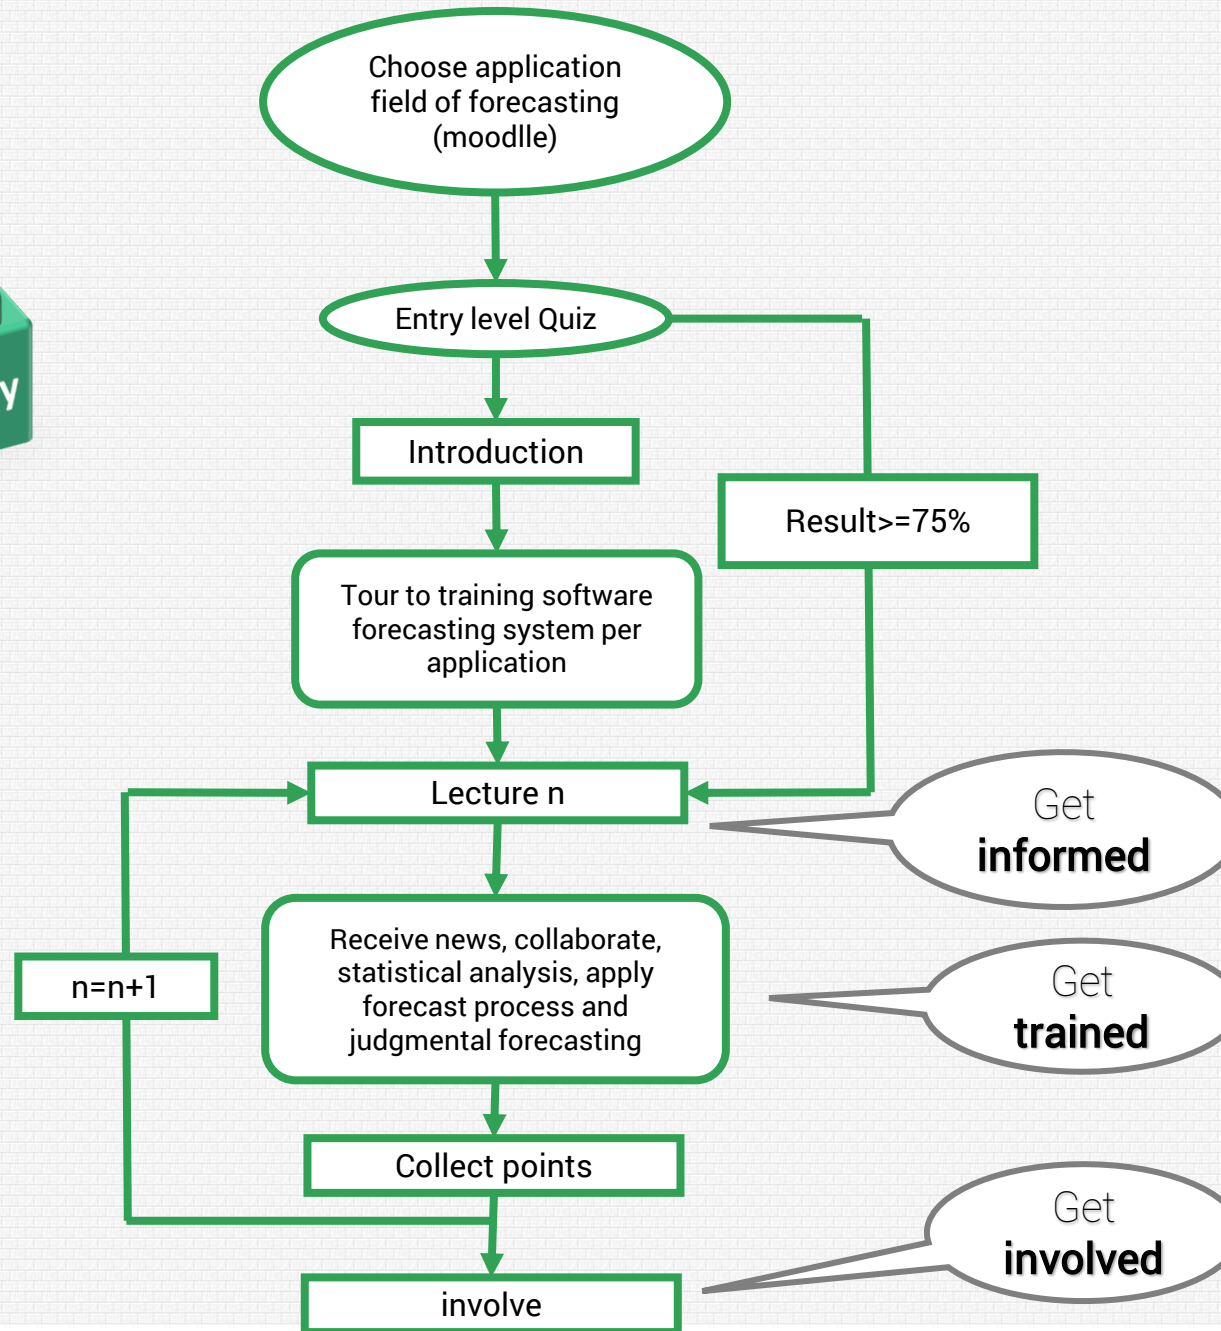 Choose application
field of forecasting
(moodlle)
Entry level Quiz
Introduction
Result>=75%
Tour to training software
forecasting system per
application
Lecture n
Get
informed
Receive news, collaborate,
statistical analysis, apply
forecast process and
judgmental forecasting
n=n+1
Get
trained
Collect points
Get
involved
involve